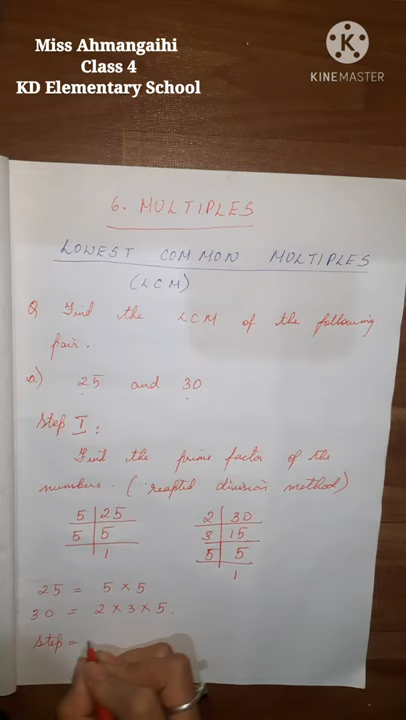 Miss Ahmangaihi
Class 4
KD Elementary School
K
KINEMASTER
6. MULTIPLES
LOWEST COMMON MULTIPLES
(LCM)
Q Find the LCM of the following
pair.
a) 25 and 30
Step I:
Find the prime factor of the
numbers. (reapted division method)
5 | 25
5 | 5
1
2 | 30
3 | 15
5 | 5
1
25 = 5 × 5
30 = 2 × 3 × 5.
Step =